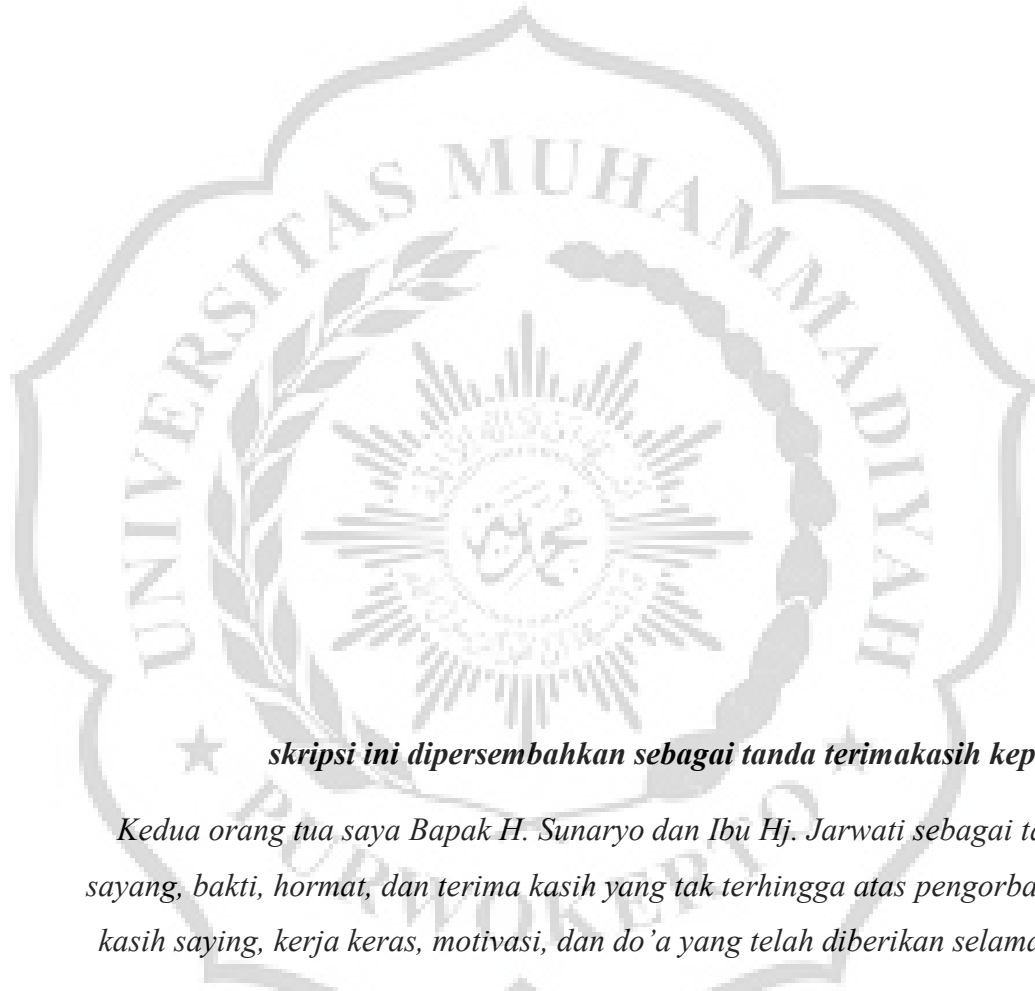 UNIVERSITAS MUHAMMADIYAH
PURWOKERTO
skripsi ini dipersembahkan sebagai tanda terimakasih kep
Kedua orang tua saya Bapak H. Sunaryo dan Ibu Hj. Jarwati sebagai ta
sayang, bakti, hormat, dan terima kasih yang tak terhingga atas pengorba
kasih saying, kerja keras, motivasi, dan do’a yang telah diberikan selama